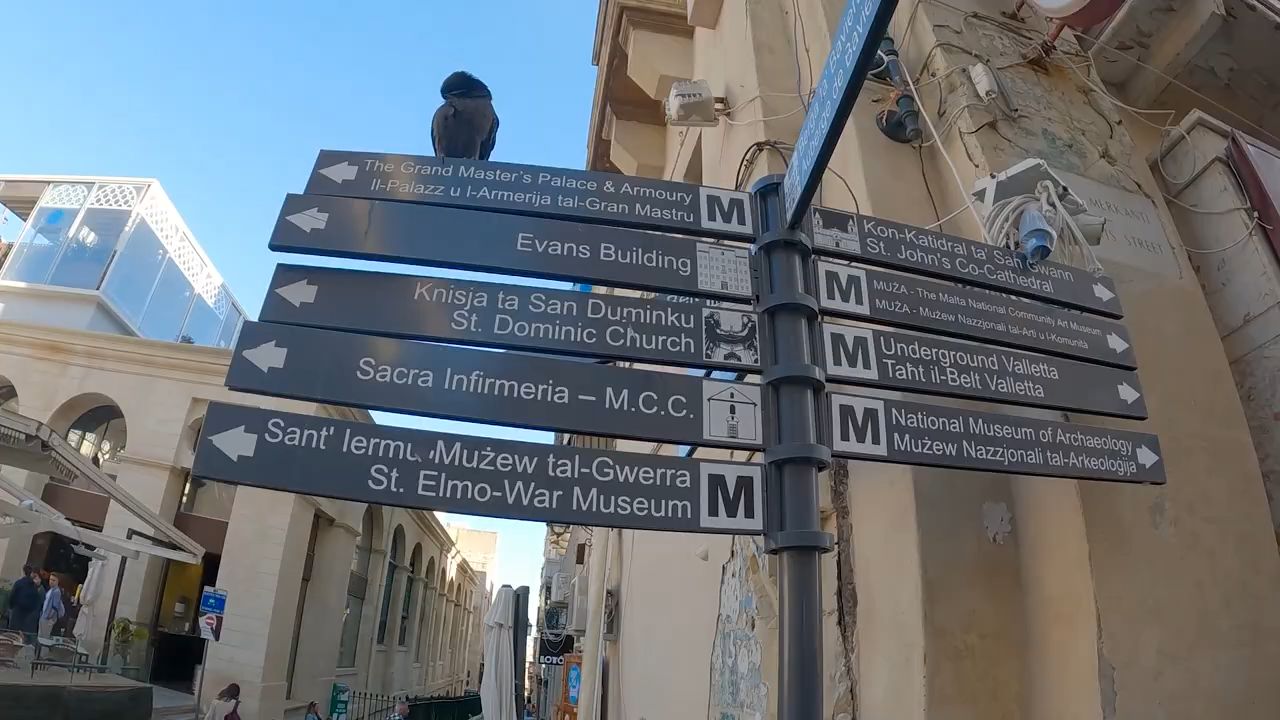 The Grand Master's Palace & Armoury
Il-Palazz u l-Armerija tal-Gran Mastru
M
Evans Building
Knisja ta San Duminku
St. Dominic Church
Sacra Infirmeria – M.C.C.
Sant' Iermu, Mużew tal-Gwerra
St. Elmo-War Museum
M
Kon-Katidral ta' San Ġwann
St. John's Co-Cathedral
M
MUŻA - The Malta National Community Art Museum
MUŻA - Mużew Nazzjonali tal-Arti u l-Komunità
M
Underground Valletta
Taħt il-Belt Valletta
M
National Museum of Archaeology
Mużew Nazzjonali tal-Arkeoloġija
MERKANTI
STREET